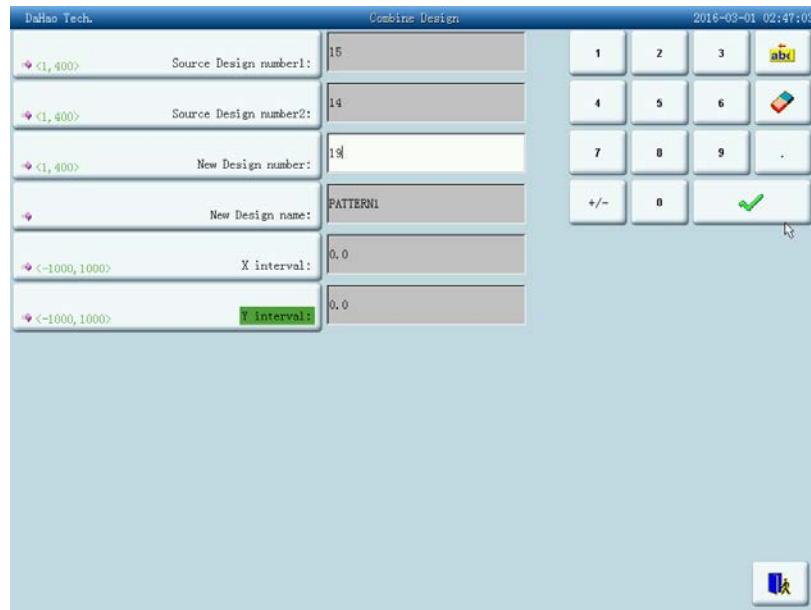 DaHao Tech. Combine Design 2016-03-01 02:47:03
<1, 400> Source Design number1: 15
<1, 400> Source Design number2: 14
<1, 400> New Design number: 19
New Design name: PATTERN1
<-1000, 1000> X interval: 0.0
<-1000, 1000> Y interval: 0.0
1 2 3 abc
4 5 6
7 8 9 .
+/- 0